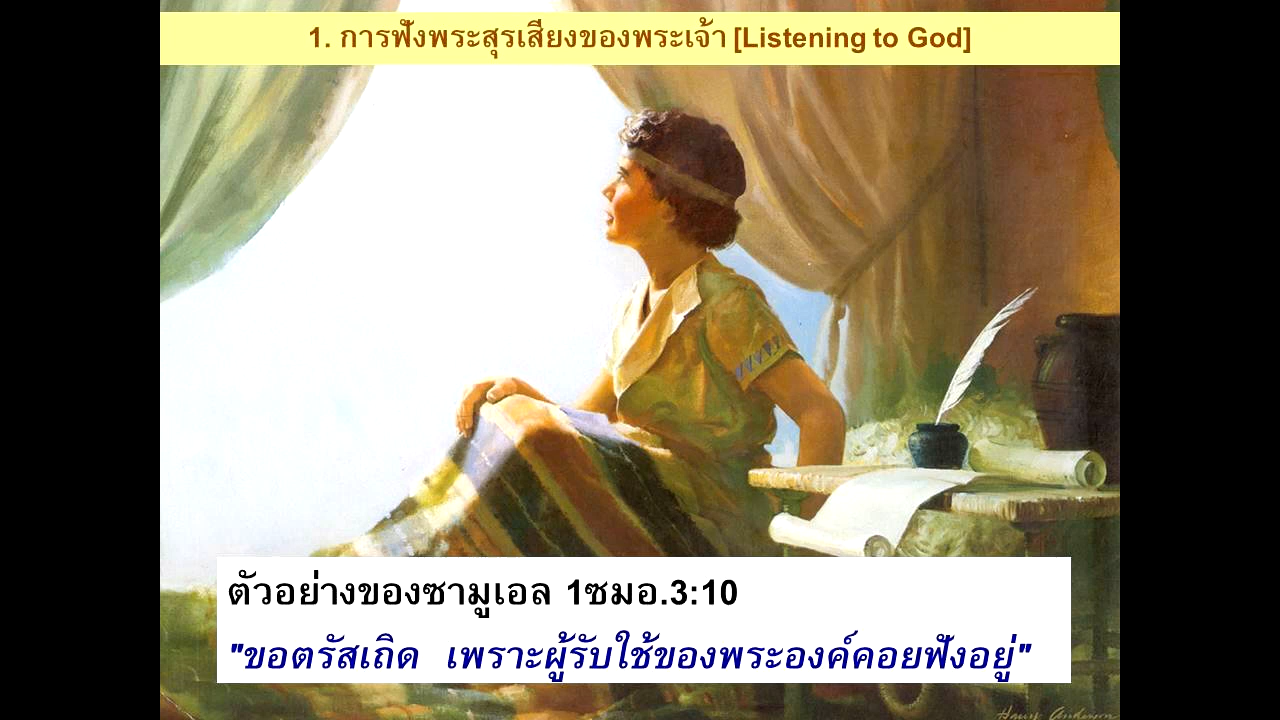 1. การฟังพระสุรเสียงของพระเจ้า [Listening to God]
ตัวอย่างของซามูเอล 1ซมอ.3:10
"ขอตรัสเถิด เพราะผู้รับใช้ของพระองค์คอยฟังอยู่"
Harry Anderson